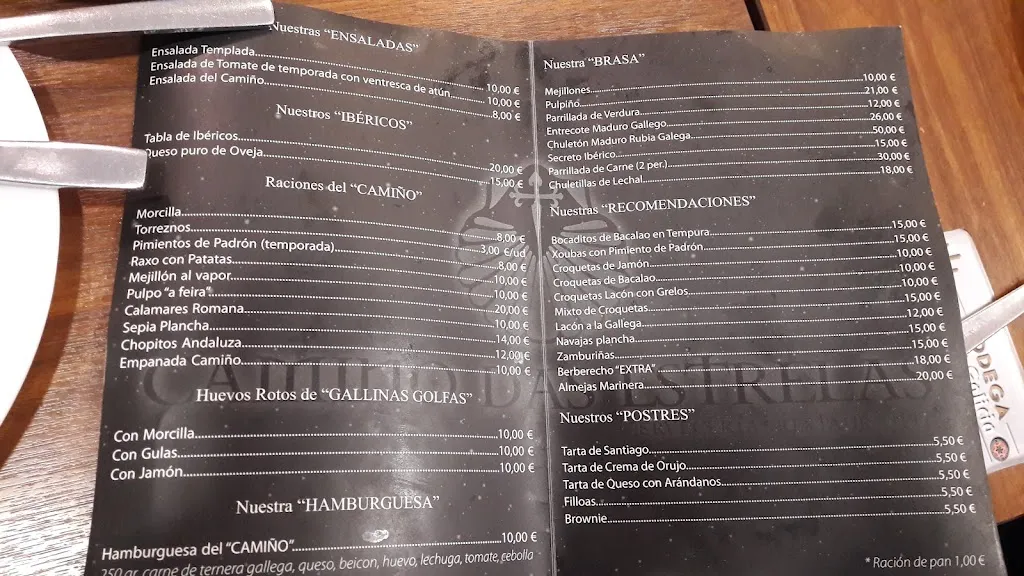 Nuestras "ENSALADAS"
Ensalada Templada 10,00 €
Ensalada de Tomate de temporada con ventresca de atún 10,00 €
Ensalada del Camiño 8,00 €
Nuestros "IBÉRICOS"
Tabla de Ibéricos 20,00 €
Queso puro de Oveja 15,00 €
Raciones del "CAMIÑO"
Morcilla 8,00 €
Torreznos 3,00 €/ud
Pimientos de Padrón (temporada) 8,00 €
Raxo con Patatas 10,00 €
Mejillón al vapor 10,00 €
Pulpo "a feira" 20,00 €
Calamares Romana 10,00 €
Sepia Plancha 14,00 €
Chopitos Andaluza 12,00 €
Empanada Camiño 10,00 €
Huevos Rotos de "GALLINAS GOLFAS"
Con Morcilla 10,00 €
Con Gulas 10,00 €
Con Jamón 10,00 €
Nuestra "HAMBURGUESA"
Hamburguesa del "CAMIÑO" 10,00 €
250 gr. carne de ternera gallega, queso, beicon, huevo, lechuga, tomate, cebolla
Nuestra "BRASA"
Mejillones 10,00 €
Pulpiño 21,00 €
Parrillada de Verdura 12,00 €
Entrecote Maduro Gallego 26,00 €
Chuletón Maduro Rubia Galega 50,00 €
Secreto Ibérico 15,00 €
Parrillada de Carne (2 per.) 30,00 €
Chuletillas de Lechal 18,00 €
Nuestras "RECOMENDACIONES"
Bocaditos de Bacalao en Tempura 15,00 €
Xoubas con Pimiento de Padrón 15,00 €
Croquetas de Jamón 10,00 €
Croquetas de Bacalao 10,00 €
Croquetas Lacón con Grelos 10,00 €
Mixto de Croquetas 15,00 €
Lacón a la Gallega 12,00 €
Navajas plancha 15,00 €
Zamburiñas 15,00 €
Berberecho "EXTRA" 18,00 €
Almejas Marinera 20,00 €
Nuestros "POSTRES"
Tarta de Santiago 5,50 €
Tarta de Crema de Orujo 5,50 €
Tarta de Queso con Arándanos 5,50 €
Filloas 5,50 €
Brownie 5,50 €
* Ración de pan 1,00 €
CAMIÑO DAS ESTRELAS